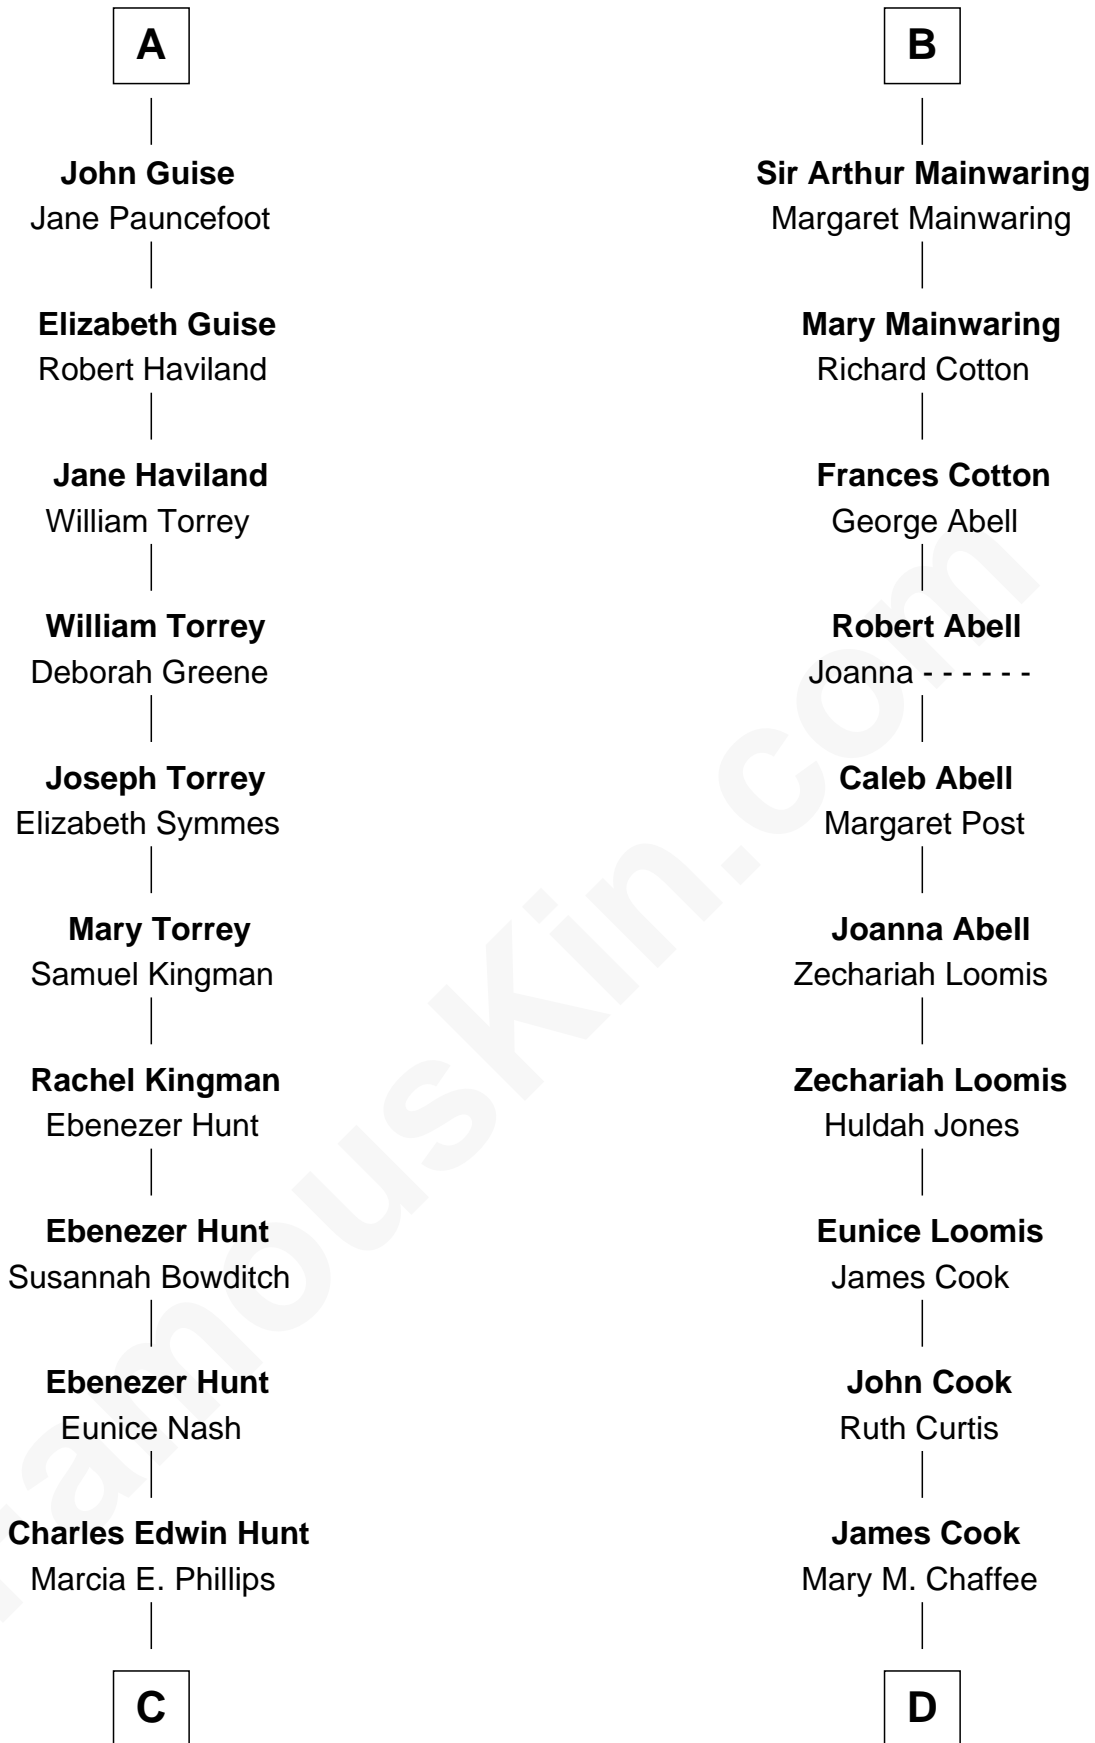 A
John Guise
Jane Pauncefoot
Elizabeth Guise
Robert Haviland
Jane Haviland
William Torrey
William Torrey
Deborah Greene
Joseph Torrey
Elizabeth Symmes
Mary Torrey
Samuel Kingman
Rachel Kingman
Ebenezer Hunt
Ebenezer Hunt
Susannah Bowditch
Ebenezer Hunt
Eunice Nash
Charles Edwin Hunt
Marcia E. Phillips
C
B
Sir Arthur Mainwaring
Margaret Mainwaring
Mary Mainwaring
Richard Cotton
Frances Cotton
George Abell
Robert Abell
Joanna - - - - - -
Caleb Abell
Margaret Post
Joanna Abell
Zechariah Loomis
Zechariah Loomis
Huldah Jones
Eunice Loomis
James Cook
John Cook
Ruth Curtis
James Cook
Mary M. Chaffee
D
FamousKin.com